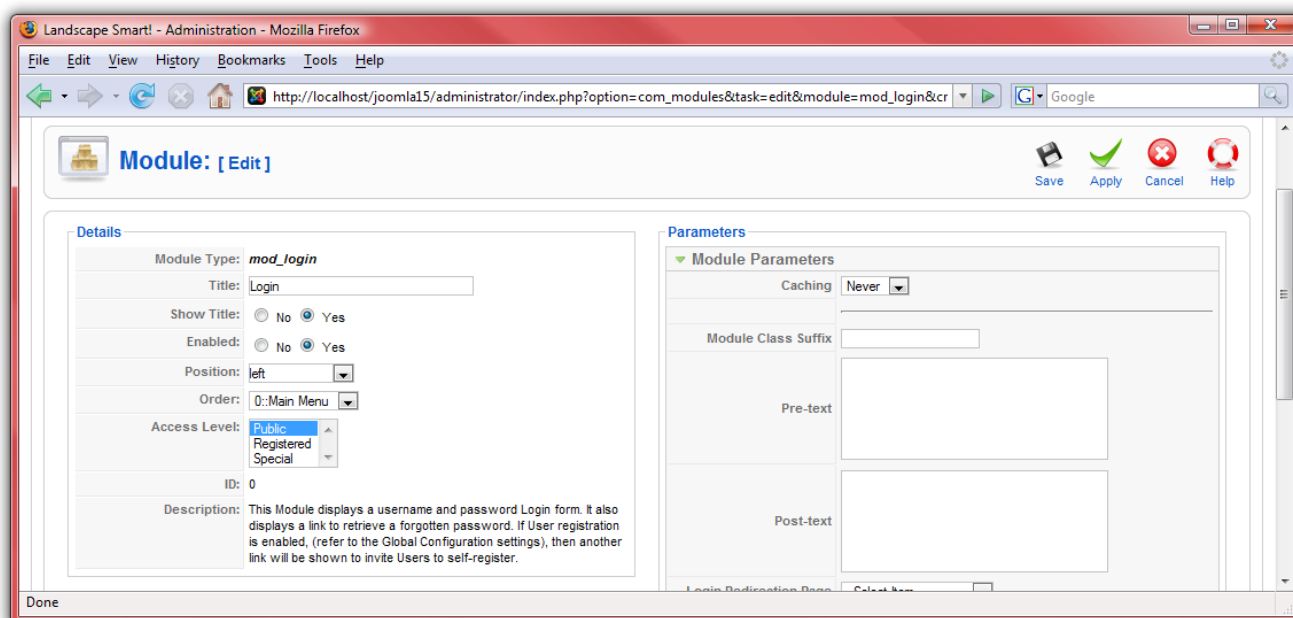 Landscape Smart! - Administration - Mozilla Firefox
File Edit View History Bookmarks Tools Help
http://localhost/joomla15/administrator/index.php?option=com_modules&task=edit&module=mod_login&cr
G Google
Module: [ Edit ]
Save Apply Cancel Help
Details
Module Type: mod_login
Title: Login
Show Title: No Yes
Enabled: No Yes
Position: left
Order: 0::Main Menu
Access Level: Public
Registered
Special
ID: 0
Description: This Module displays a username and password Login form. It also
displays a link to retrieve a forgotten password. If User registration
is enabled, (refer to the Global Configuration settings), then another
link will be shown to invite Users to self-register.
Parameters
Module Parameters
Caching Never
Module Class Suffix
Pre-text
Post-text
Login Redirection Page - Select Item -
Done